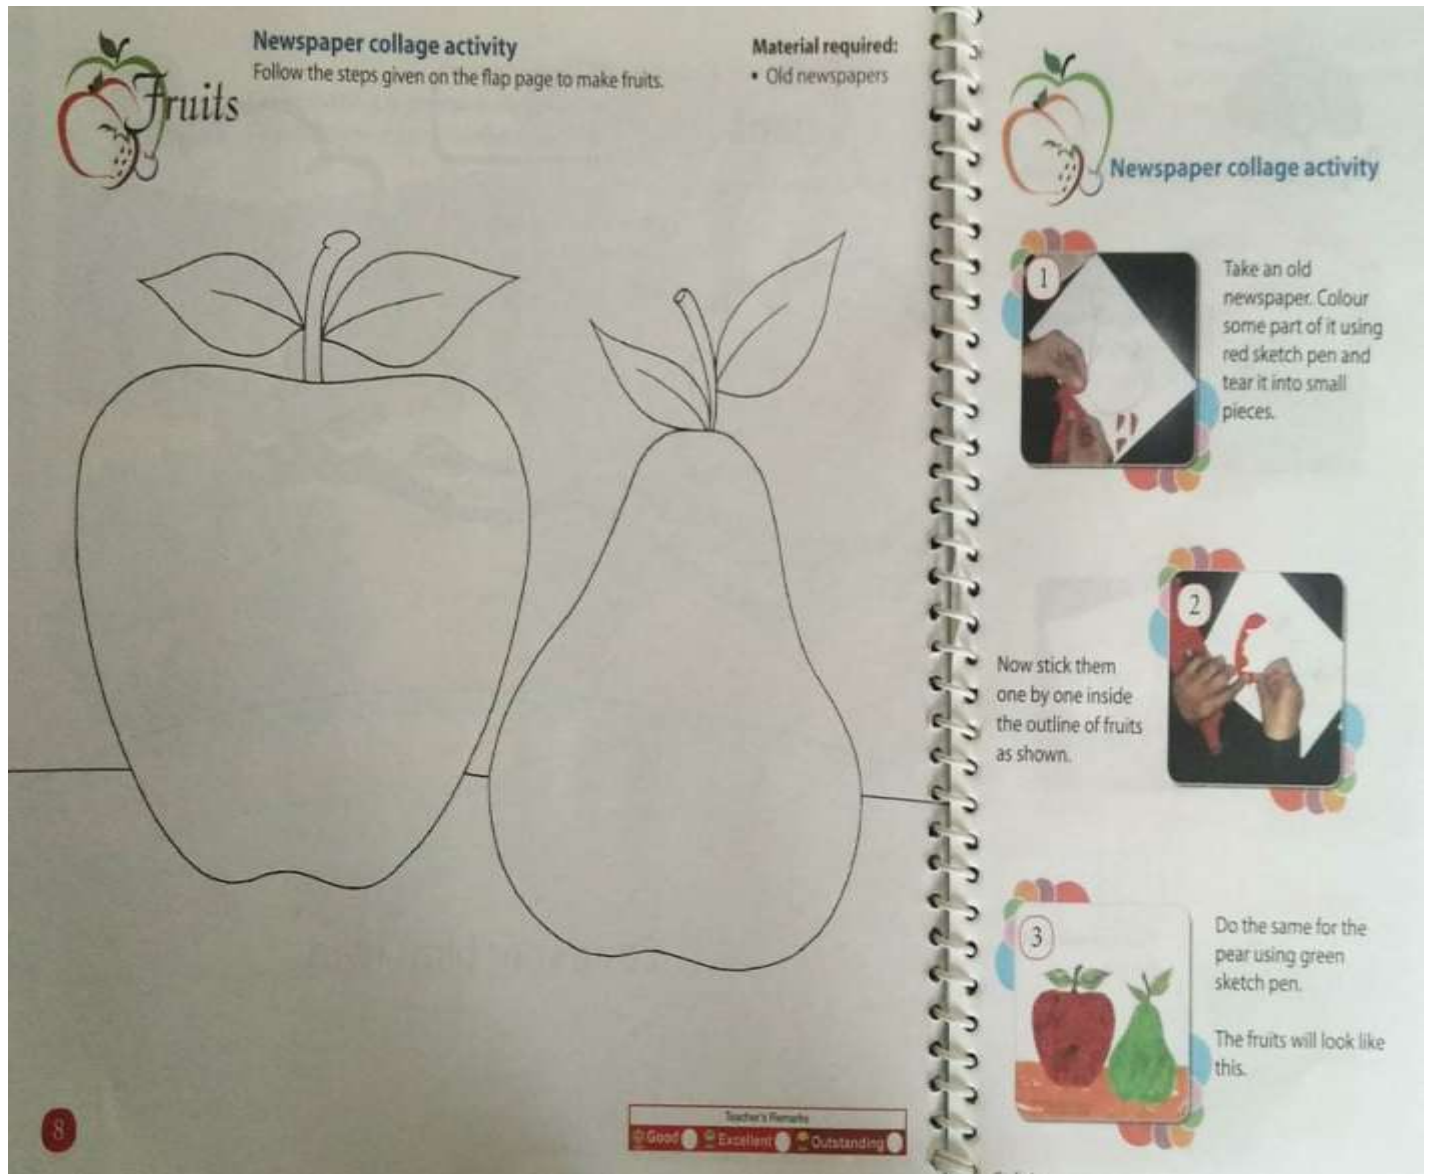 Fruits
Newspaper collage activity
Follow the steps given on the flap page to make fruits.
Material required:
• Old newspapers
8
Teacher's Remarks
Good Excellent Outstanding
Newspaper collage activity
1
Take an old
newspaper. Colour
some part of it using
red sketch pen and
tear it into small
pieces.
2
Now stick them
one by one inside
the outline of fruits
as shown.
3
Do the same for the
pear using green
sketch pen.
The fruits will look like
this.